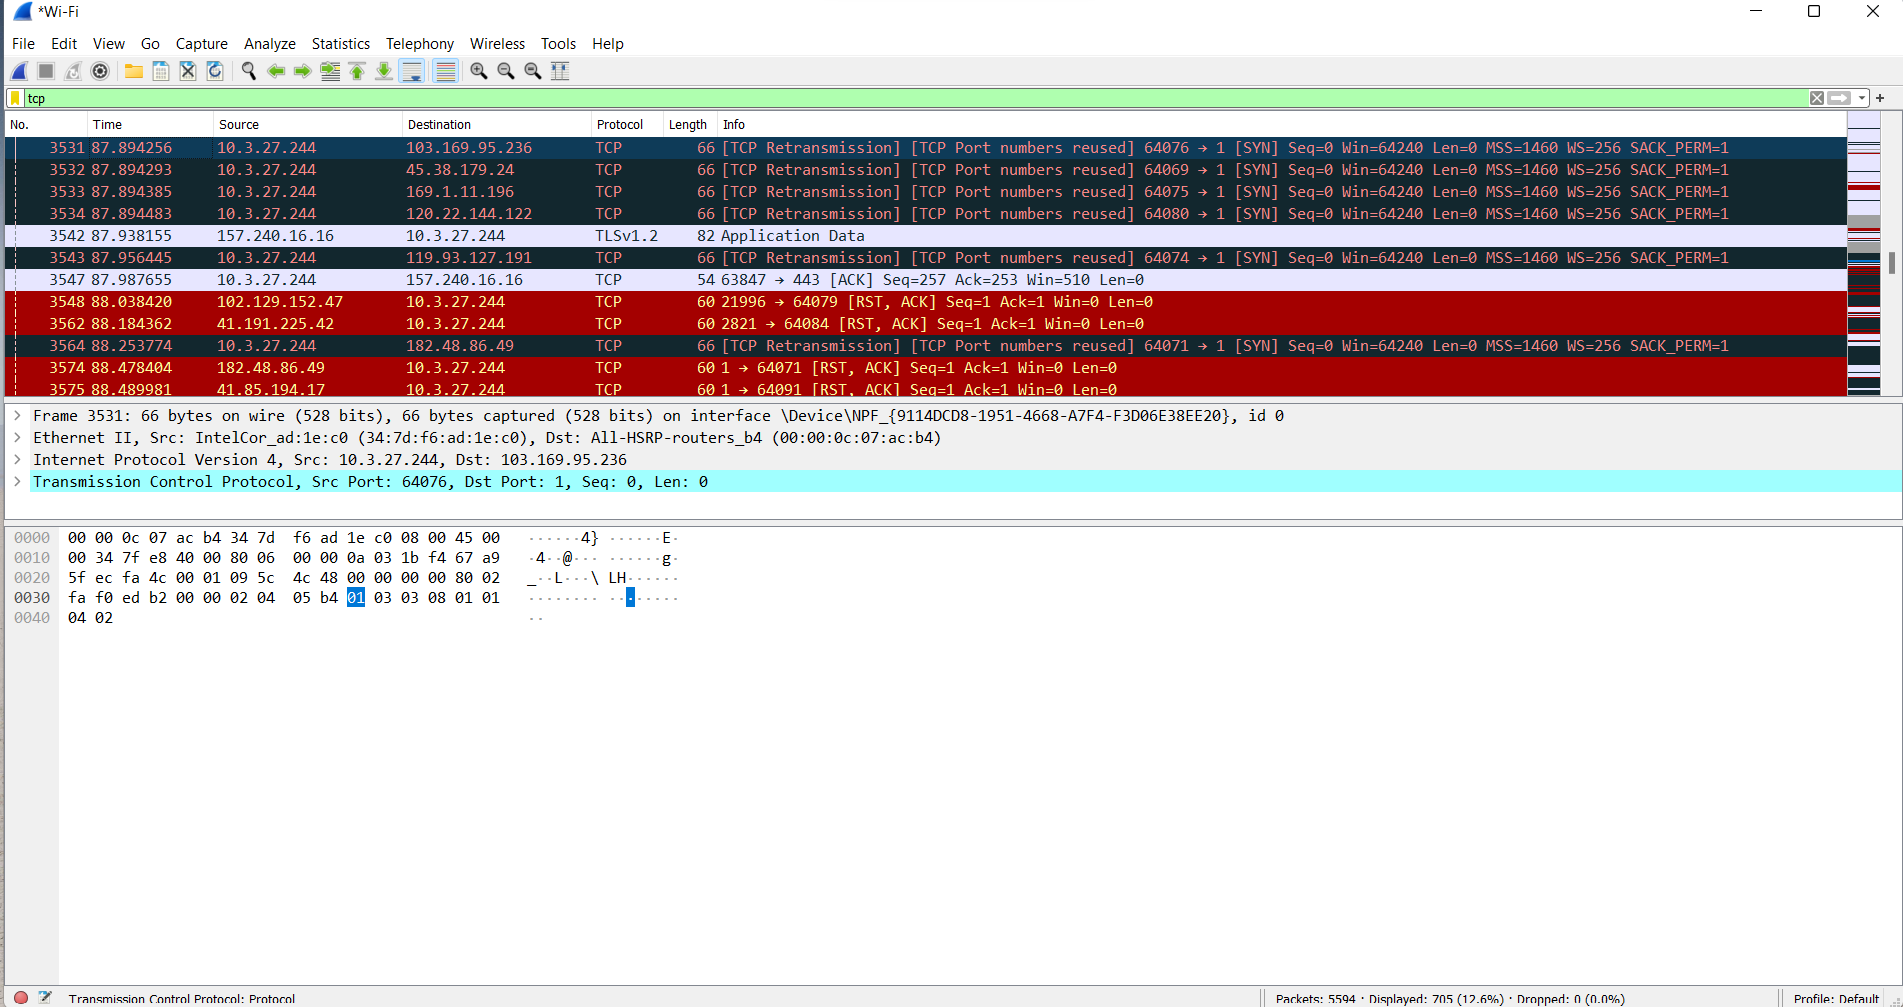 *Wi-Fi
File Edit View Go Capture Analyze Statistics Telephony Wireless Tools Help
tcp
+
No. Time Source Destination Protocol Length Info
3531 87.894256 10.3.27.244 103.169.95.236 TCP 66 [TCP Retransmission] [TCP Port numbers reused] 64076 → 1 [SYN] Seq=0 Win=64240 Len=0 MSS=1460 WS=256 SACK_PERM=1
3532 87.894293 10.3.27.244 45.38.179.24 TCP 66 [TCP Retransmission] [TCP Port numbers reused] 64069 → 1 [SYN] Seq=0 Win=64240 Len=0 MSS=1460 WS=256 SACK_PERM=1
3533 87.894385 10.3.27.244 169.1.11.196 TCP 66 [TCP Retransmission] [TCP Port numbers reused] 64075 → 1 [SYN] Seq=0 Win=64240 Len=0 MSS=1460 WS=256 SACK_PERM=1
3534 87.894483 10.3.27.244 120.22.144.122 TCP 66 [TCP Retransmission] [TCP Port numbers reused] 64080 → 1 [SYN] Seq=0 Win=64240 Len=0 MSS=1460 WS=256 SACK_PERM=1
3542 87.938155 157.240.16.16 10.3.27.244 TLSv1.2 82 Application Data
3543 87.956445 10.3.27.244 119.93.127.191 TCP 66 [TCP Retransmission] [TCP Port numbers reused] 64074 → 1 [SYN] Seq=0 Win=64240 Len=0 MSS=1460 WS=256 SACK_PERM=1
3547 87.987655 10.3.27.244 157.240.16.16 TCP 54 63847 → 443 [ACK] Seq=257 Ack=253 Win=510 Len=0
3548 88.038420 102.129.152.47 10.3.27.244 TCP 60 21996 → 64079 [RST, ACK] Seq=1 Ack=1 Win=0 Len=0
3562 88.184362 41.191.225.42 10.3.27.244 TCP 60 2821 → 64084 [RST, ACK] Seq=1 Ack=1 Win=0 Len=0
3564 88.253774 10.3.27.244 182.48.86.49 TCP 66 [TCP Retransmission] [TCP Port numbers reused] 64071 → 1 [SYN] Seq=0 Win=64240 Len=0 MSS=1460 WS=256 SACK_PERM=1
3574 88.478404 182.48.86.49 10.3.27.244 TCP 60 1 → 64071 [RST, ACK] Seq=1 Ack=1 Win=0 Len=0
3575 88.489981 41.85.194.17 10.3.27.244 TCP 60 1 → 64091 [RST, ACK] Seq=1 Ack=1 Win=0 Len=0
Frame 3531: 66 bytes on wire (528 bits), 66 bytes captured (528 bits) on interface \Device\NPF_{9114DCD8-1951-4668-A7F4-F3D06E38EE20}, id 0
Ethernet II, Src: IntelCor_ad:1e:c0 (34:7d:f6:ad:1e:c0), Dst: All-HSRP-routers_b4 (00:00:0c:07:ac:b4)
Internet Protocol Version 4, Src: 10.3.27.244, Dst: 103.169.95.236
Transmission Control Protocol, Src Port: 64076, Dst Port: 1, Seq: 0, Len: 0
0000 00 00 0c 07 ac b4 34 7d f6 ad 1e c0 08 00 45 00 ······4} ······E·
0010 00 34 7f e8 40 00 80 06 00 00 0a 03 1b f4 67 a9 ·4··@··· ······g·
0020 5f ec fa 4c 00 01 09 5c 4c 48 00 00 00 00 80 02 _··L···\ LH······
0030 fa f0 ed b2 00 00 02 04 05 b4 01 03 03 08 01 01 ········ ········
0040 04 02 ··
Transmission Control Protocol: Protocol
Packets: 5594 · Displayed: 705 (12.6%) · Dropped: 0 (0.0%)
Profile: Default